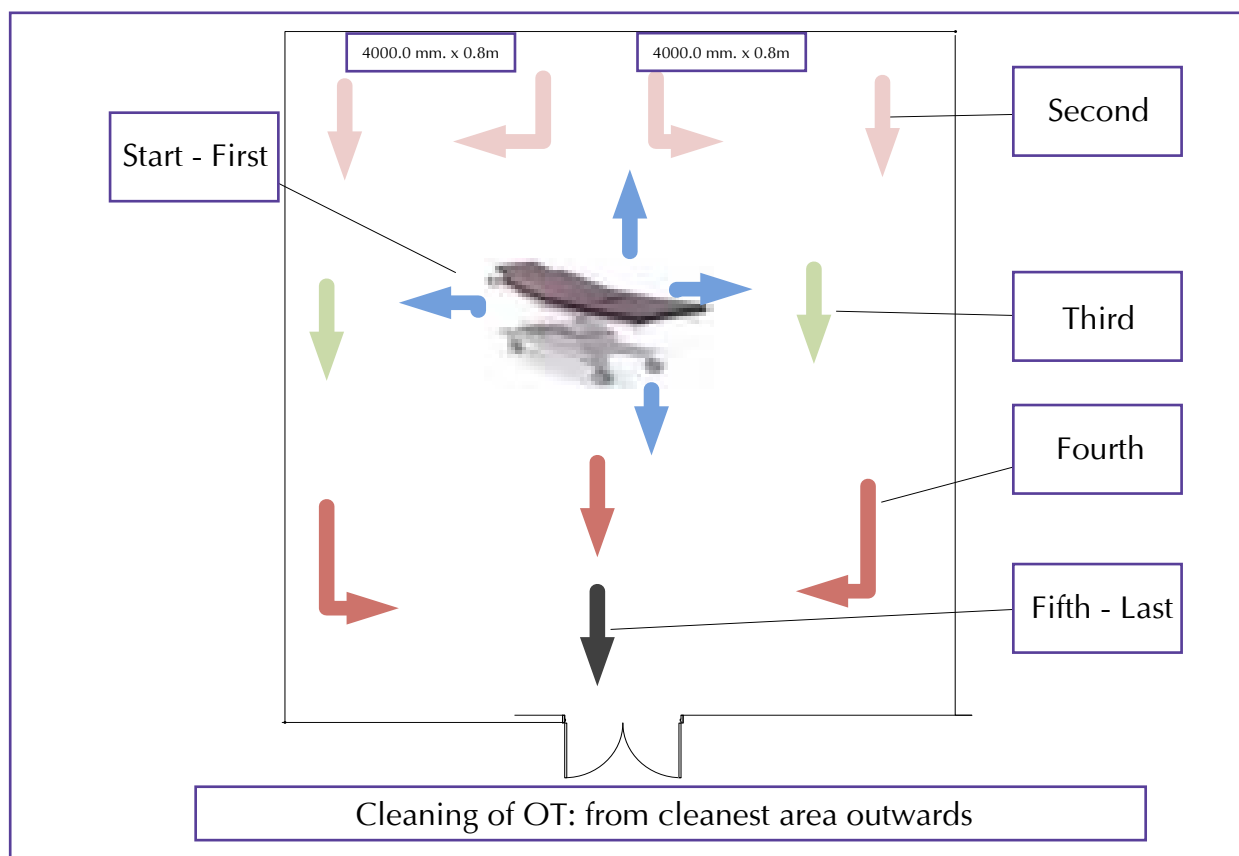 4000.0 mm. x 0.8m
4000.0 mm. x 0.8m
Start - First
Second
Third
Fourth
Fifth - Last
Cleaning of OT: from cleanest area outwards